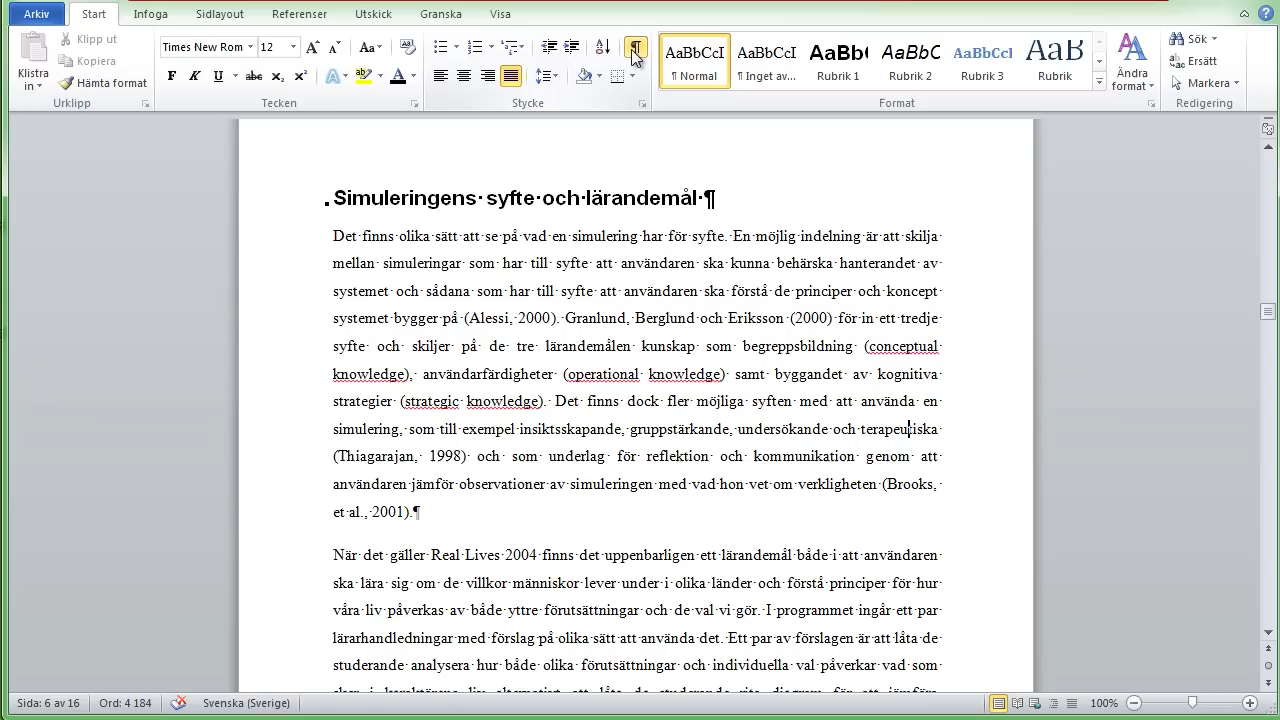 Arkiv Start Infoga Sidlayout Referenser Utskick Granska Visa
Klistra in
Klipp ut
Kopiera
Hämta format
Urklipp
Times New Rom 12
F K U abc x₂ x² A ab A
Tecken
Stycke
AaBbCcI AaBbCcI AaBb( AaBbC AaBbCcI AaB
¶ Normal ¶ Inget av... Rubrik 1 Rubrik 2 Rubrik 3 Rubrik
Ändra format
Format
Sök
Ersätt
Markera
Redigering
Simuleringens syfte och lärandemål ¶
Det finns olika sätt att se på vad en simulering har för syfte. En möjlig indelning är att skilja
mellan simuleringar som har till syfte att användaren ska kunna behärska hanterandet av
systemet och sådana som har till syfte att användaren ska förstå de principer och koncept
systemet bygger på (Alessi, 2000). Granlund, Berglund och Eriksson (2000) för in ett tredje
syfte och skiljer på de tre lärandemålen kunskap som begreppsbildning (conceptual
knowledge), användarfärdigheter (operational knowledge) samt byggandet av kognitiva
strategier (strategic knowledge). Det finns dock fler möjliga syften med att använda en
simulering, som till exempel insiktsskapande, gruppstärkande, undersökande och terapeutiska
(Thiagarajan, 1998) och som underlag för reflektion och kommunikation genom att
användaren jämför observationer av simuleringen med vad hon vet om verkligheten (Brooks,
et al., 2001).¶
När det gäller Real Lives 2004 finns det uppenbarligen ett lärandemål både i att användaren
ska lära sig om de villkor människor lever under i olika länder och förstå principer för hur
våra liv påverkas av både yttre förutsättningar och de val vi gör. I programmet ingår ett par
lärarhandledningar med förslag på olika sätt att använda det. Ett par av förslagen är att låta de
studerande analysera hur både olika förutsättningar och individuella val påverkar vad som
Sida: 6 av 16 Ord: 4 184 Svenska (Sverige) 100%